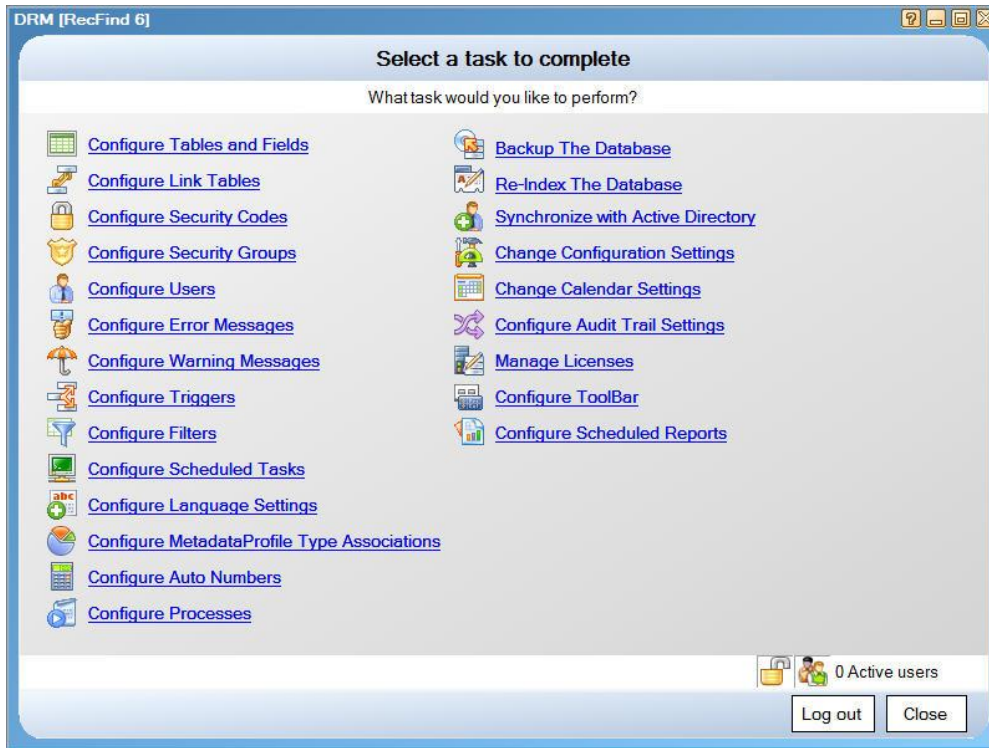 DRM [RecFind 6]
Select a task to complete
What task would you like to perform?
Configure Tables and Fields
Configure Link Tables
Configure Security Codes
Configure Security Groups
Configure Users
Configure Error Messages
Configure Warning Messages
Configure Triggers
Configure Filters
Configure Scheduled Tasks
abc
Configure Language Settings
Configure MetadataProfile Type Associations
Configure Auto Numbers
Configure Processes
Backup The Database
Re-Index The Database
Synchronize with Active Directory
Change Configuration Settings
Change Calendar Settings
Configure Audit Trail Settings
Manage Licenses
Configure ToolBar
Configure Scheduled Reports
0 Active users
Log out
Close